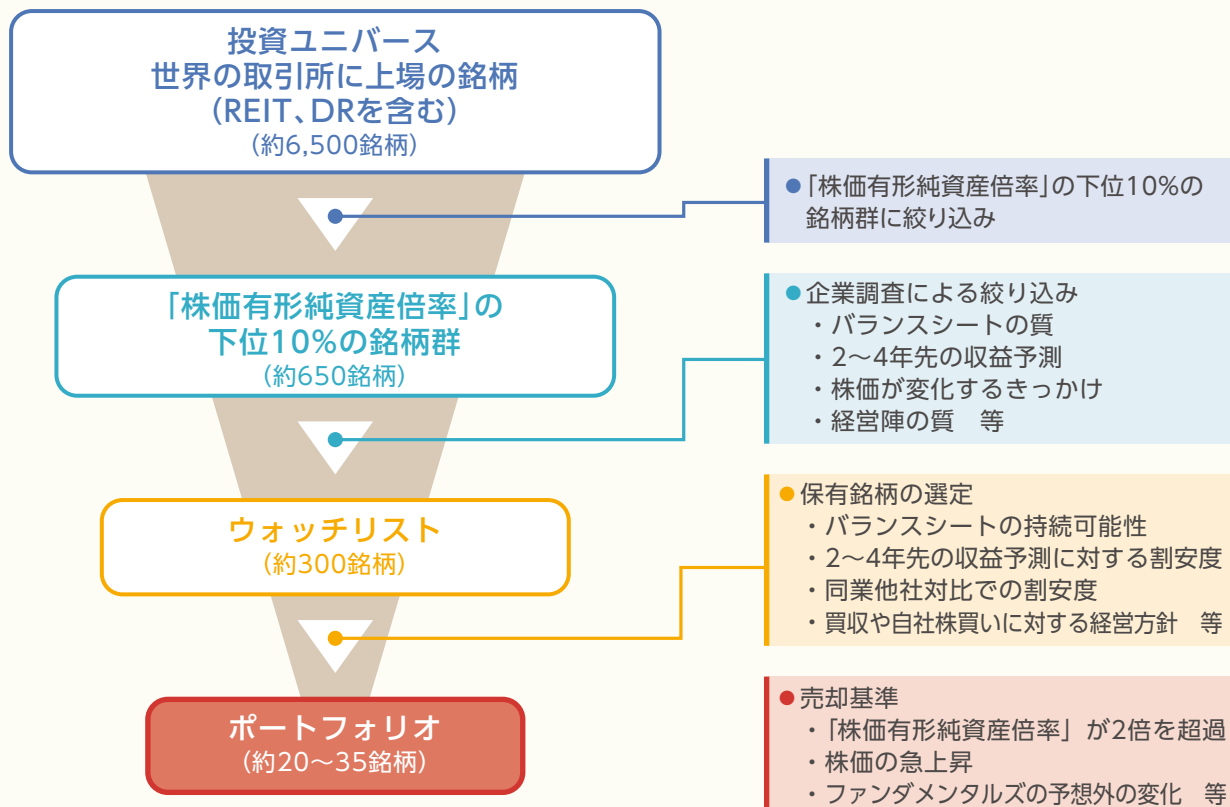 投資ユニバース
世界の取引所に上場の銘柄
(REIT、DRを含む)
(約6,500銘柄)
●「株価有形純資産倍率」の下位10%の
銘柄群に絞り込み
「株価有形純資産倍率」の
下位10%の銘柄群
(約650銘柄)
●企業調査による絞り込み
・バランスシートの質
・2〜4年先の収益予測
・株価が変化するきっかけ
・経営陣の質　等
ウォッチリスト
(約300銘柄)
●保有銘柄の選定
・バランスシートの持続可能性
・2〜4年先の収益予測に対する割安度
・同業他社対比での割安度
・買収や自社株買いに対する経営方針　等
ポートフォリオ
(約20〜35銘柄)
●売却基準
・「株価有形純資産倍率」が2倍を超過
・株価の急上昇
・ファンダメンタルズの予想外の変化　等